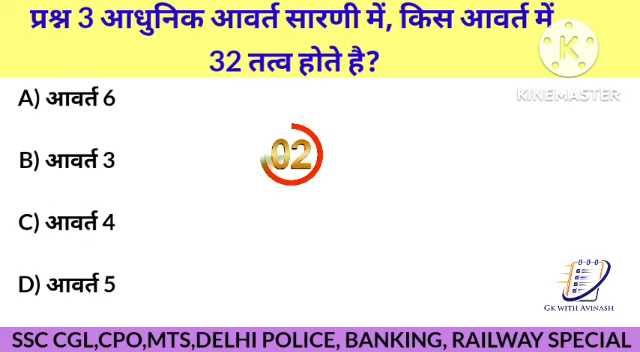 प्रश्न 3 आधुनिक आवर्त सारणी में, किस आवर्त में
32 तत्व होते है?
A) आवर्त 6
KINEMASTER
B) आवर्त 3
02
C) आवर्त 4
D) आवर्त 5
GK WITH AVINASH
SSC CGL,CPO,MTS,DELHI POLICE, BANKING, RAILWAY SPECIAL